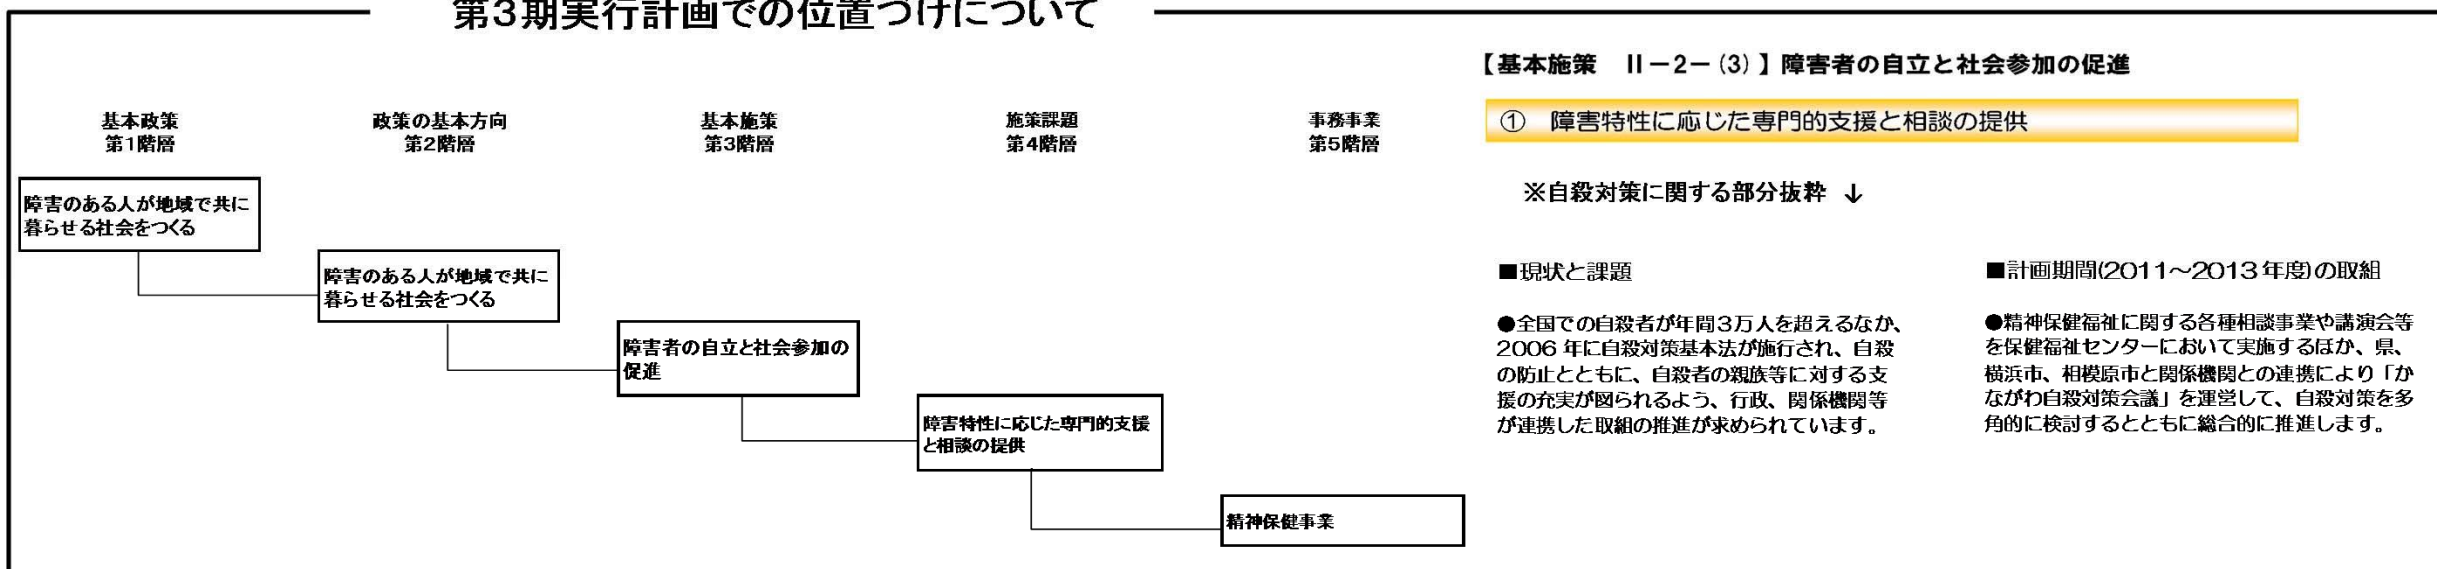 第3期実行計画での位置づけについて
基本政策
第1階層
政策の基本方向
第2階層
基本施策
第3階層
施策課題
第4階層
事務事業
第5階層
障害のある人が地域で共に
暮らせる社会をつくる
障害のある人が地域で共に
暮らせる社会をつくる
障害者の自立と社会参加の
促進
障害特性に応じた専門的支援
と相談の提供
精神保健事業
【基本施策　Ⅱ－2－(3)】障害者の自立と社会参加の促進
①　障害特性に応じた専門的支援と相談の提供
※自殺対策に関する部分抜粋 ↓
■現状と課題
●全国での自殺者が年間3万人を超えるなか、
2006 年に自殺対策基本法が施行され、自殺
の防止とともに、自殺者の親族等に対する支
援の充実が図られるよう、行政、関係機関等
が連携した取組の推進が求められています。
■計画期間(2011～2013 年度)の取組
●精神保健福祉に関する各種相談事業や講演会等
を保健福祉センターにおいて実施するほか、県、
横浜市、相模原市と関係機関との連携により「か
ながわ自殺対策会議」を運営して、自殺対策を多
角的に検討するとともに総合的に推進します。